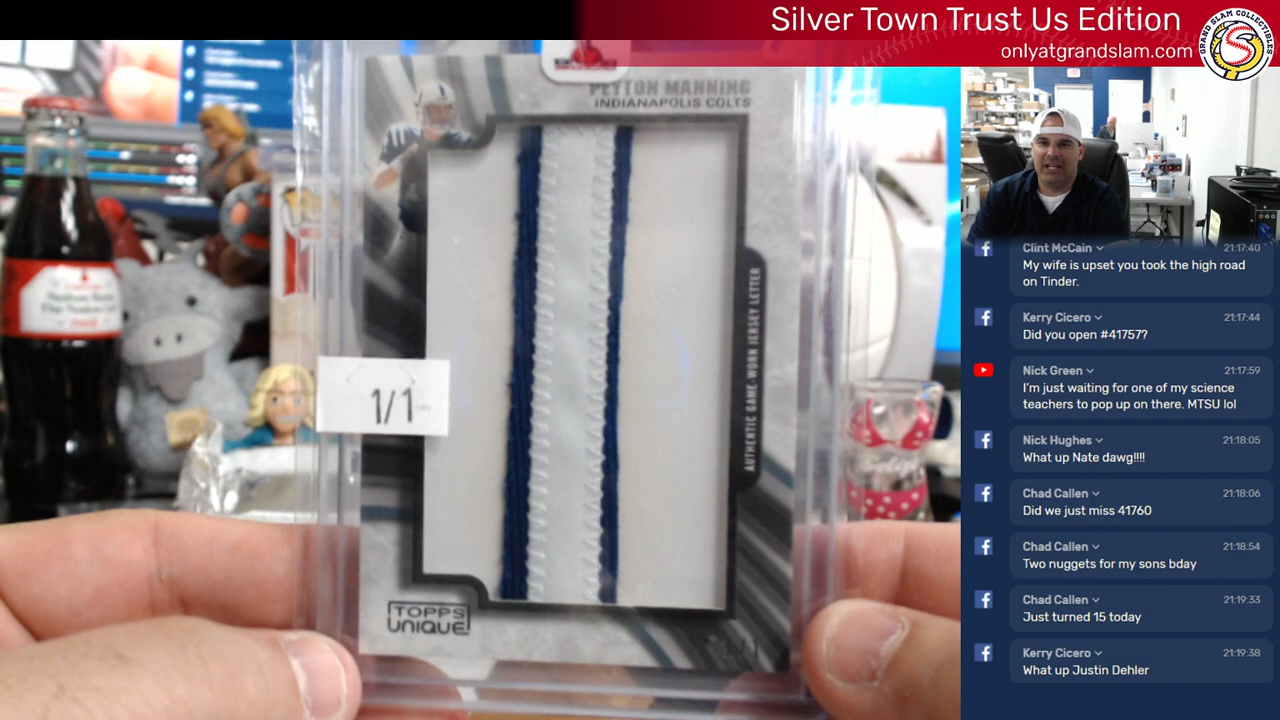 Silver Town Trust Us Edition
onlyatgrandslam.com
GRAND SLAM COLLECTIBLES
PEYTON MANNING
INDIANAPOLIS COLTS
AUTHENTIC GAME-WORN JERSEY LETTER
1/1
TOPPS
UNIQUE
Clint McCain 21:17:40
My wife is upset you took the high road
on Tinder.
Kerry Cicero 21:17:44
Did you open #41757?
Nick Green 21:17:59
I'm just waiting for one of my science
teachers to pop up on there. MTSU lol
Nick Hughes 21:18:05
What up Nate dawg!!!!
Chad Callen 21:18:06
Did we just miss 41760
Chad Callen 21:18:54
Two nuggets for my sons bday
Chad Callen 21:19:33
Just turned 15 today
Kerry Cicero 21:19:38
What up Justin Dehler